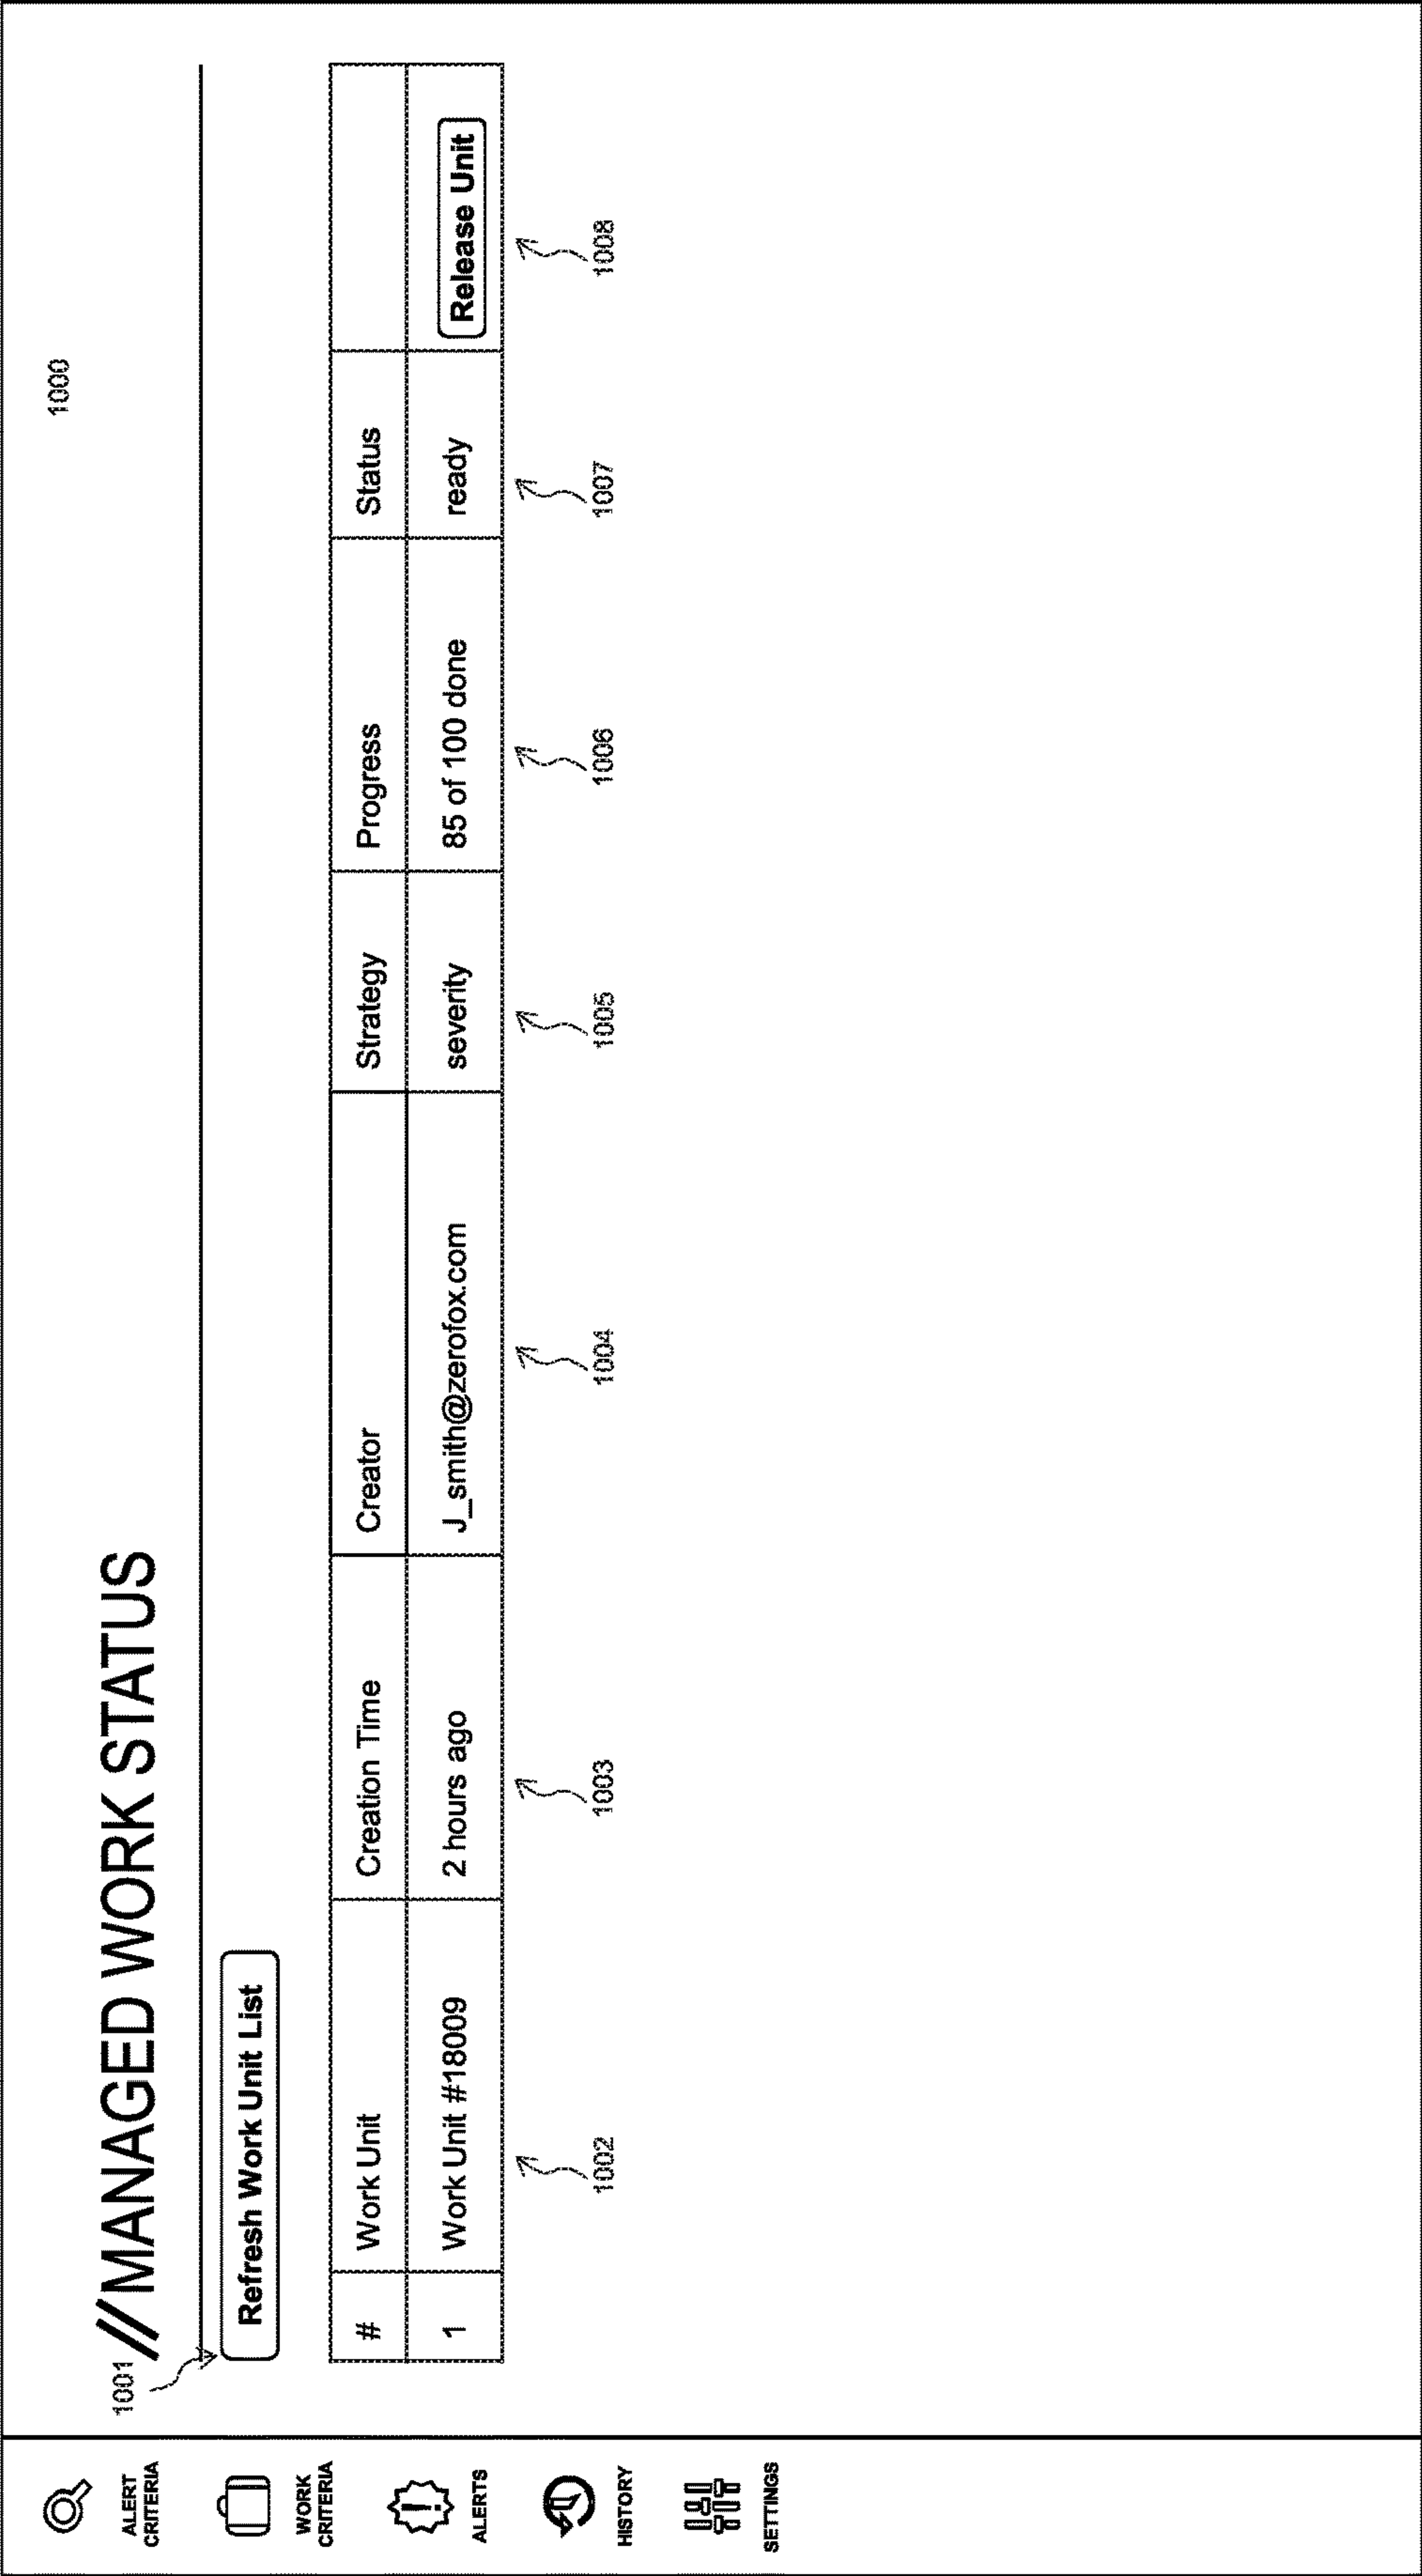 1000
ALERT
CRITERIA
WORK
CRITERIA
ALERTS
HISTORY
SETTINGS
1001
//MANAGED WORK STATUS
Refresh Work Unit List
# Work Unit Creation Time Creator Strategy Progress Status
1 Work Unit #18009 2 hours ago J_smith@zerofox.com severity 85 of 100 done ready Release Unit
1002 1003 1004 1005 1006 1007 1008